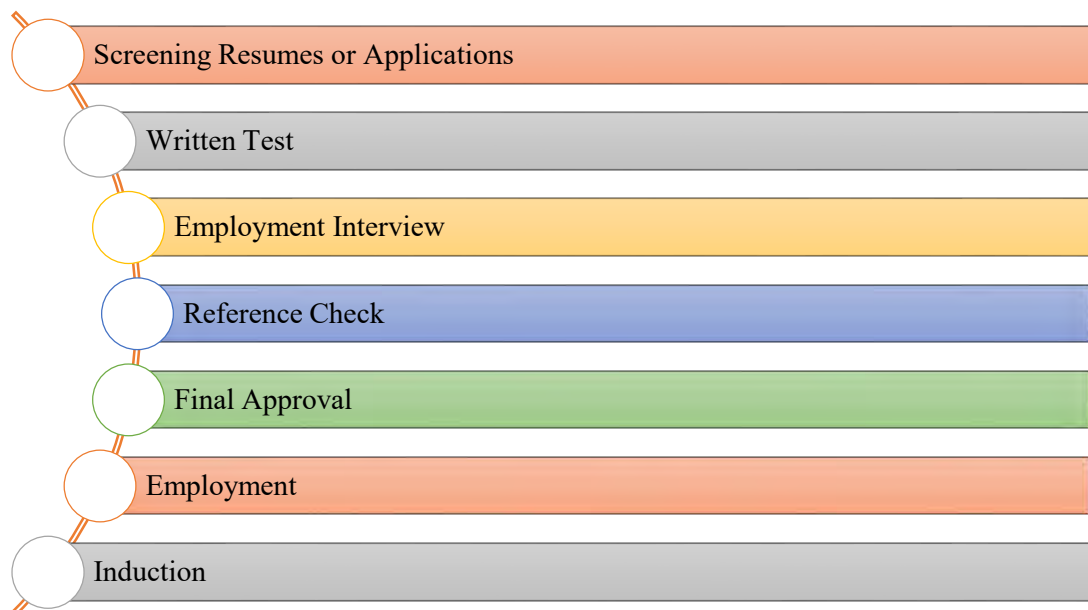 Screening Resumes or Applications
Written Test
Employment Interview
Reference Check
Final Approval
Employment
Induction